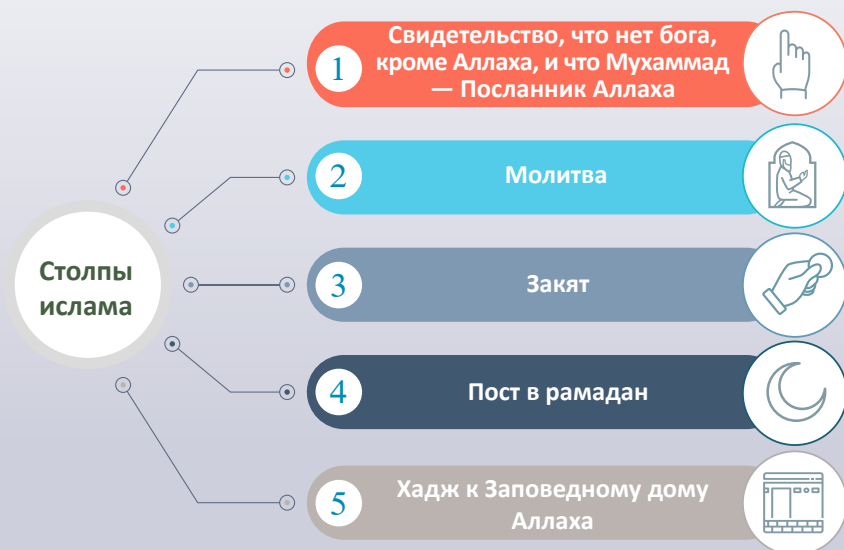 Столпы
ислама
1
Свидетельство, что нет бога,
кроме Аллаха, и что Мухаммад
— Посланник Аллаха
2
Молитва
3
Закят
4
Пост в рамадан
5
Хадж к Заповедному дому
Аллаха